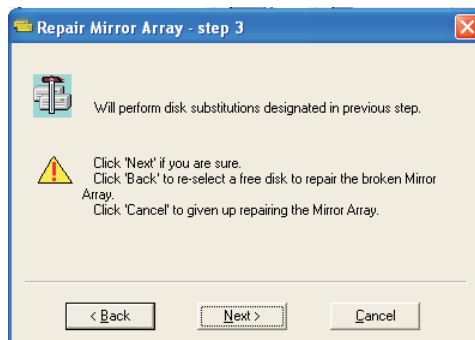 Repair Mirror Array - step 3
Will perform disk substitutions designated in previous step.
Click 'Next' if you are sure.
Click 'Back' to re-select a free disk to repair the broken Mirror
Array.
Click 'Cancel' to given up repairing the Mirror Array.
< Back Next > Cancel